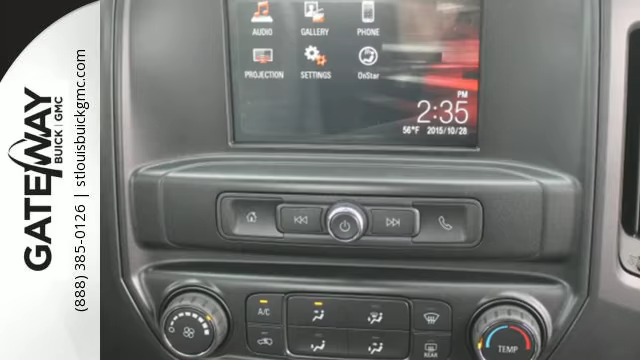 GATEWAY
BUICK | GMC
(888) 385-0126 | stlouisbuickgmc.com
AUDIO GALLERY PHONE
PROJECTION SETTINGS OnStar
PM
2:35
56°F 2015/10/28
A/C
REAR
TEMP